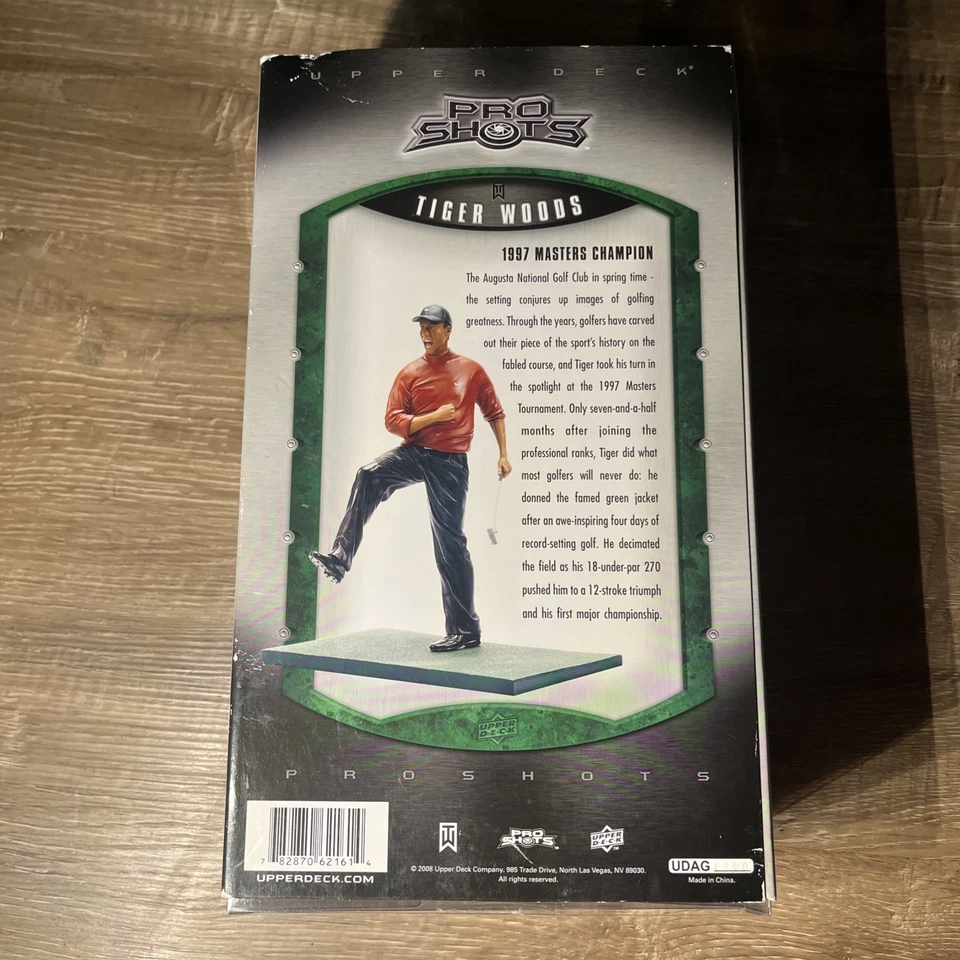 UPPER DECK
PRO
SHOTS
TW
TIGER WOODS
1997 MASTERS CHAMPION
The Augusta National Golf Club in spring time -
the setting conjures up images of golfing
greatness. Through the years, golfers have carved
out their piece of the sport's history on the
fabled course, and Tiger took his turn in
the spotlight at the 1997 Masters
Tournament. Only seven-and-a-half
months after joining the
professional ranks, Tiger did what
most golfers will never do: he
donned the famed green jacket
after an awe-inspiring four days of
record-setting golf. He decimated
the field as his 18-under-par 270
pushed him to a 12-stroke triumph
and his first major championship.
UPPER
DECK
PROSHOTS
7 82870 62161 4
UPPERDECK.COM
TW
PRO
SHOTS
UPPER
DECK
© 2008 Upper Deck Company. 985 Trade Drive, North Las Vegas, NV 89030.
All rights reserved.
UDAG
Made in China.